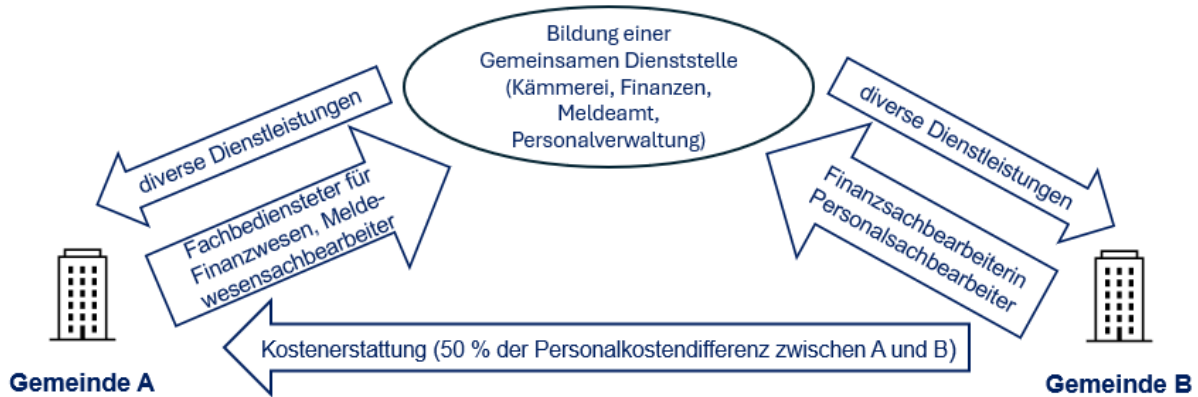 Bildung einer
Gemeinsamen Dienststelle
(Kämmerei, Finanzen,
Meldeamt,
Personalverwaltung)
diverse Dienstleistungen
Fachbediensteter für
Finanzwesen, Melde-
wesensachbearbeiter
diverse Dienstleistungen
Finanzsachbearbeiterin
Personalsachbearbeiter
Kostenerstattung (50 % der Personalkostendifferenz zwischen A und B)
Gemeinde A
Gemeinde B